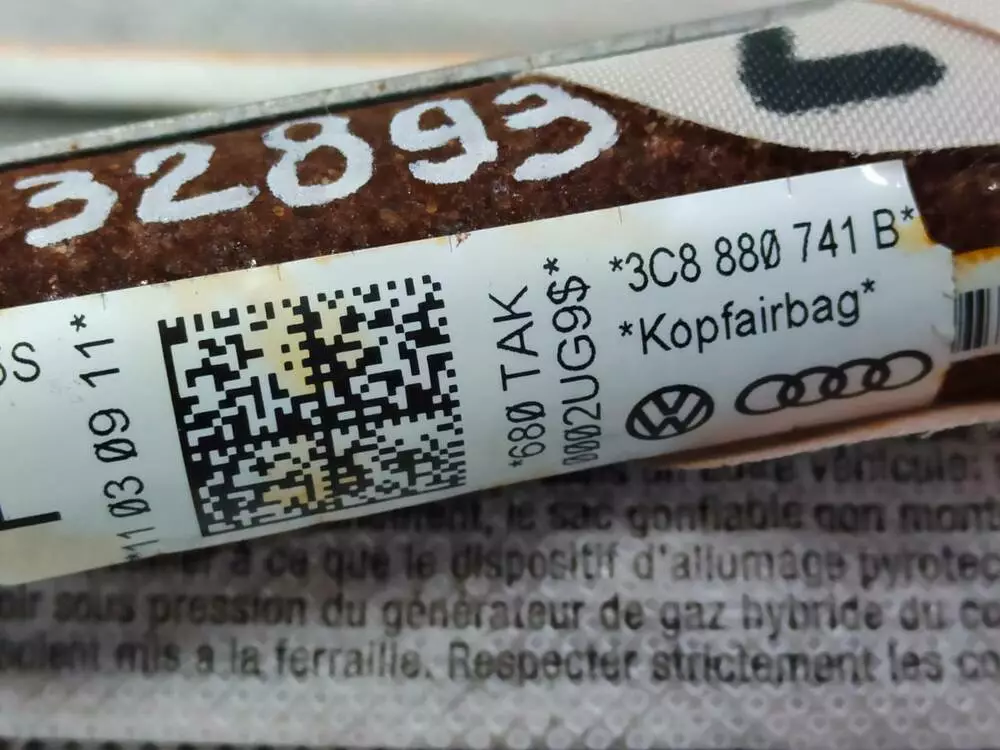 32893
L
*3C8 880 741 B*
*Kopfairbag*
*680 TAK
0002UG9$*
*11 03 09 11*
SS
véhicule:
le sac gonflable non mont
à ce que le dispositif d'allumage pyrotec
sous pression du générateur de gaz hybride du co
mis a la ferraille. Respecter strictement les co